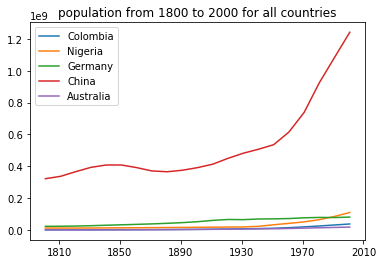 population from 1800 to 2000 for all countries
1e9
Colombia
Nigeria
Germany
China
Australia
1.2
1.0
0.8
0.6
0.4
0.2
0.0
1810 1850 1890 1930 1970 2010